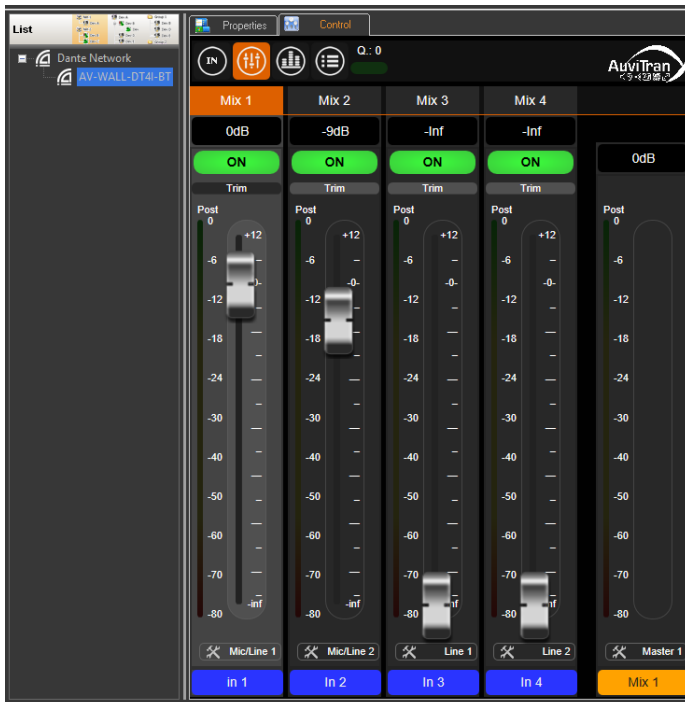 List
Properties
Control
Dante Network
AV-WALL-DT4I-BT
IN
Q.: 0
AuviTran
Mix 1 Mix 2 Mix 3 Mix 4
0dB -9dB -Inf -Inf
ON ON ON ON 0dB
Trim Trim Trim Trim
Post Post Post Post Post
0 0 0 0 0
+12 +12 +12 +12
-6 -6 -6 -6 -6
-0- -0- -0-
-12 -12 -12 -12 -12
-18 -18 -18 -18 -18
-24 -24 -24 -24 -24
-30 -30 -30 -30 -30
-40 -40 -40 -40 -40
-50 -50 -50 -50 -50
-60 -60 -60 -60 -60
-70 -70 -70 -70 -70
-inf -inf
-80 -80 -80 -80 -80
Mic/Line 1 Mic/Line 2 Line 1 Line 2 Master 1
in 1 In 2 In 3 In 4 Mix 1